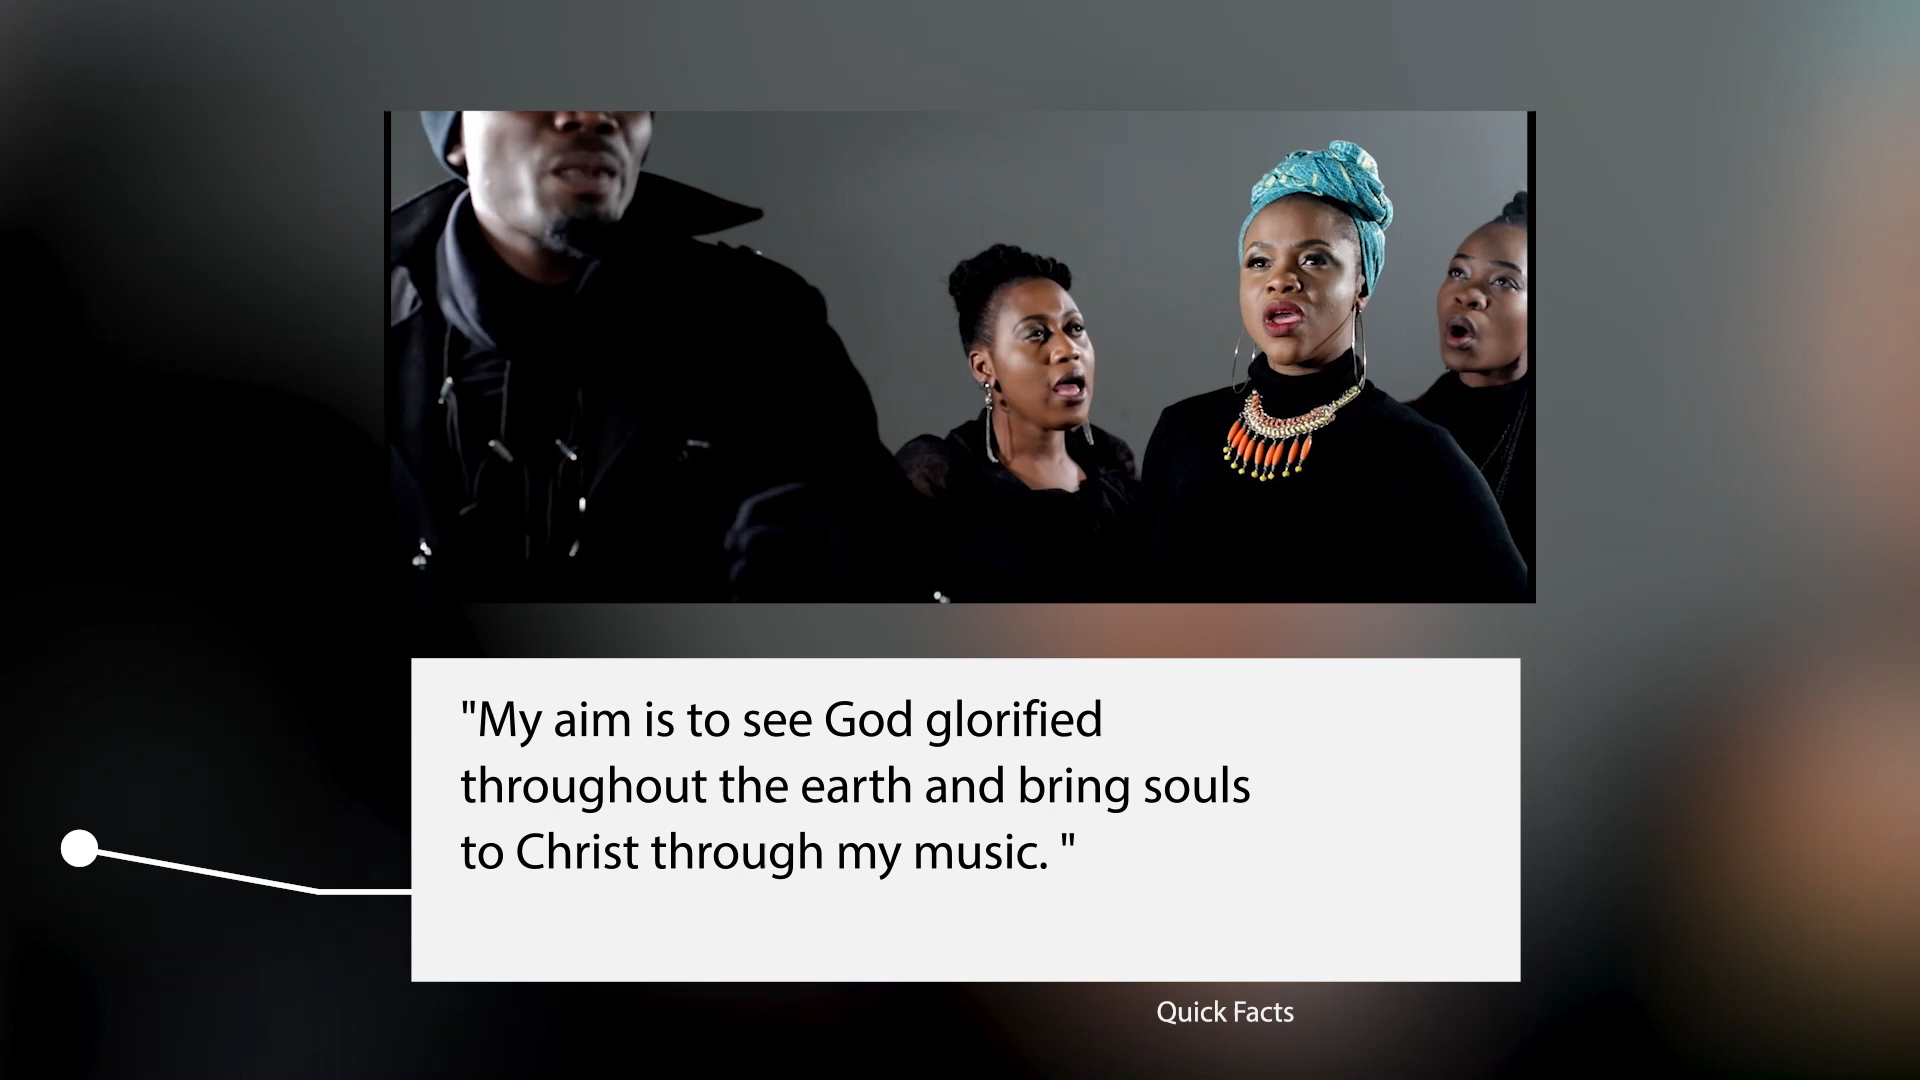 "My aim is to see God glorified
throughout the earth and bring souls
to Christ through my music. "
Quick Facts